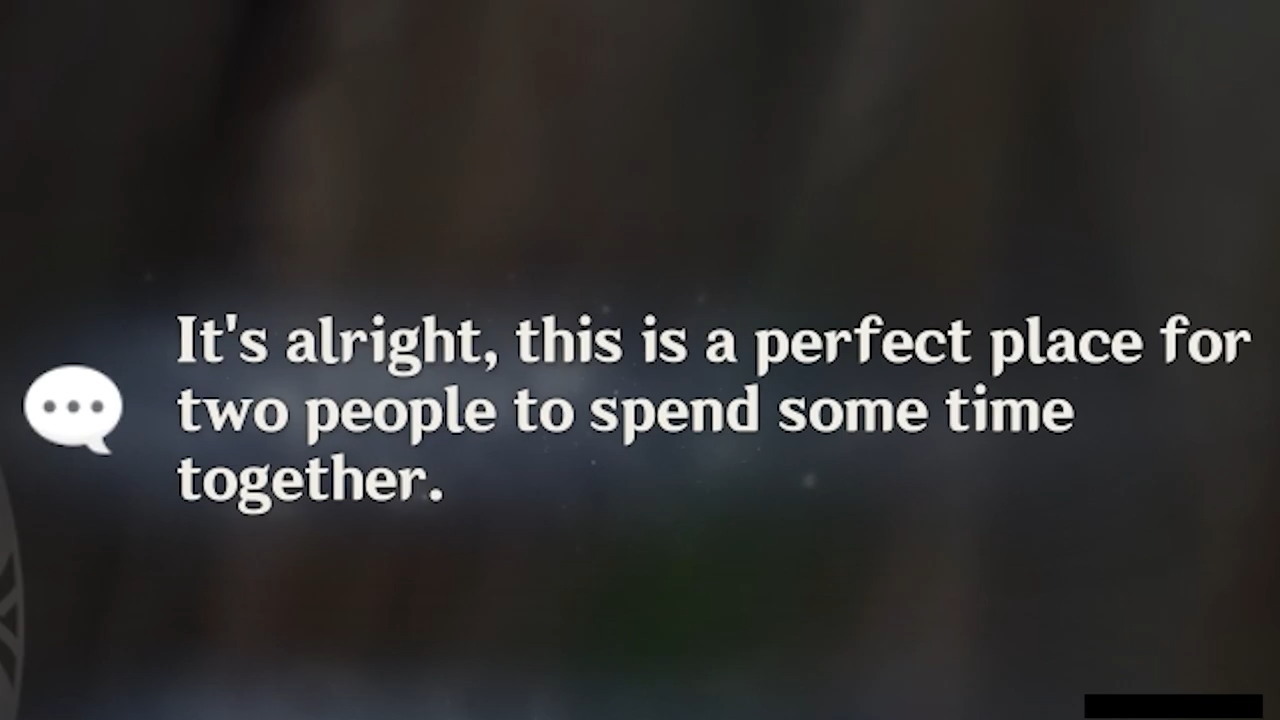 It's alright, this is a perfect place for
two people to spend some time
together.